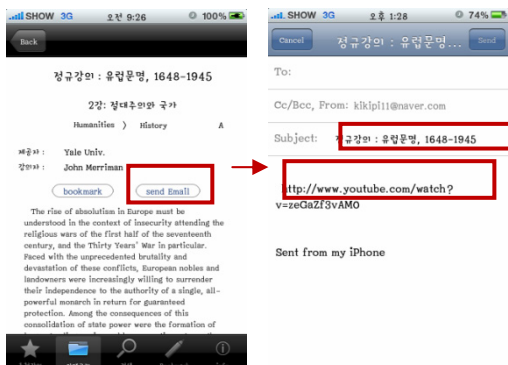 SHOW 3G 오전 9:26 100%
Back
정규강의 : 유럽문명, 1648-1945
2강: 절대주의와 국가
Humanities 〉 History A
제공자 : Yale Univ.
강의자 : John Merriman
bookmark send Email
The rise of absolutism in Europe must be
understood in the context of insecurity attending the
religious wars of the first half of the seventeenth
century, and the Thirty Years' War in particular.
Faced with the unprecedented brutality and
devastation of these conflicts, European nobles and
landowners were increasingly willing to surrender
their independence to the authority of a single, all-
powerful monarch in return for guaranteed
protection. Among the consequences of this
consolidation of state power were the formation of
SHOW 3G 오후 1:28 74%
Cancel 정규강의 : 유럽문명... Send
To:
Cc/Bcc, From: kikipi11@naver.com
Subject: 정규강의 : 유럽문명, 1648-1945
http://www.youtube.com/watch?
v=zeGaZf3vAMO
Sent from my iPhone